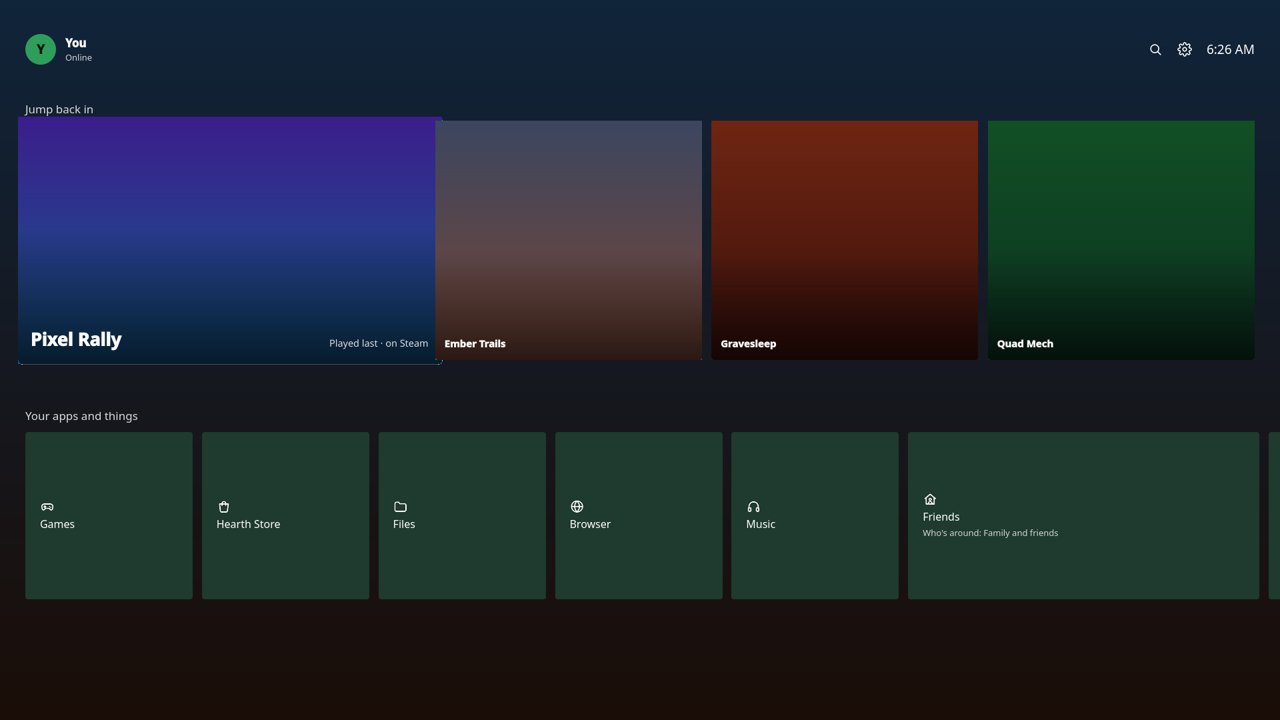 Y
You
Online
6:26 AM
Jump back in
Pixel Rally
Played last · on Steam
Ember Trails
Gravesleep
Quad Mech
Your apps and things
Games
Hearth Store
Files
Browser
Music
Friends
Who's around: Family and friends